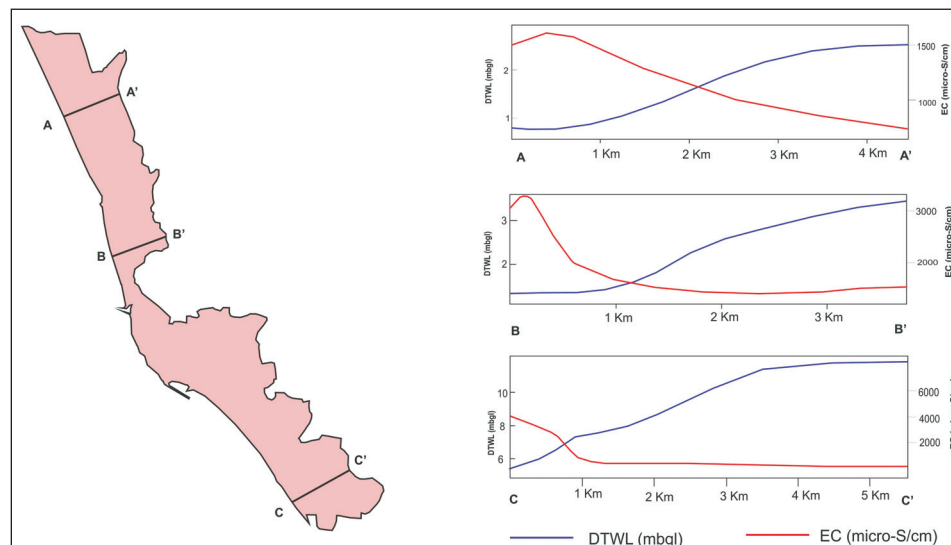 A'
A
B'
B
C'
C
DTWL (mbgl)
2
1
1500
1000
EC (micro-S/cm)
1 Km
2 Km
3 Km
4 Km
A
A'
DTWL (mbgl)
3
2
3000
2000
EC (micro-S/cm)
1 Km
2 Km
3 Km
B
B'
DTWL (mbgl)
10
8
6
6000
4000
2000
1 Km
2 Km
3 Km
4 Km
5 Km
C
C'
DTWL (mbgl)
EC (micro-S/cm)